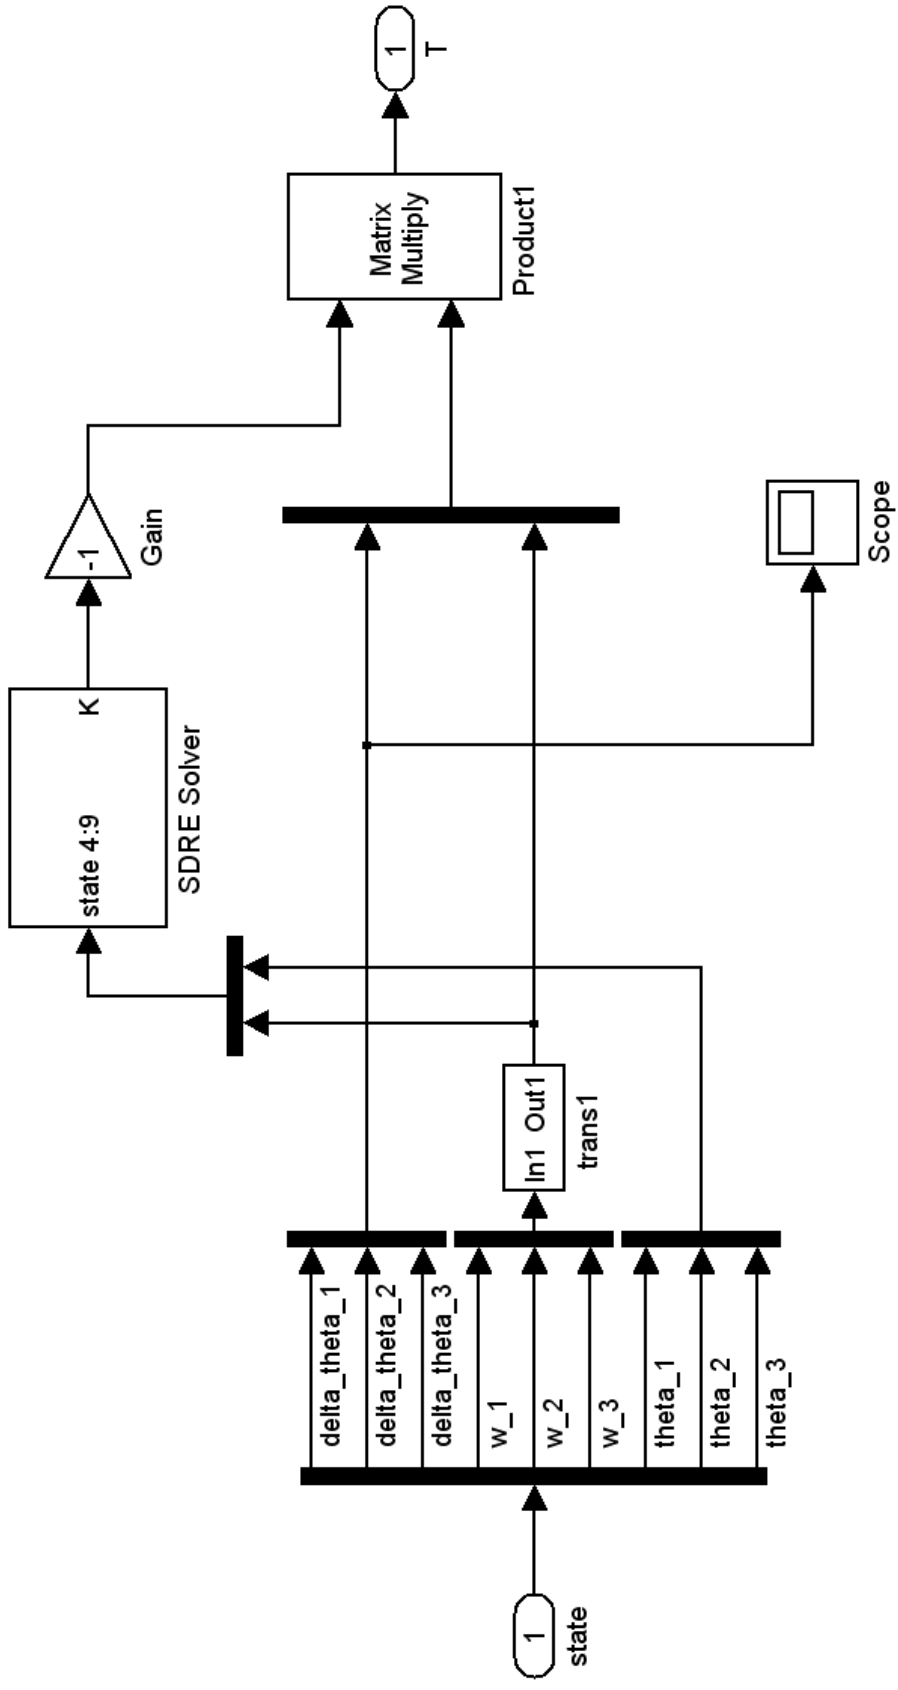 1
state
delta_theta_1
delta_theta_2
delta_theta_3
w_1
w_2
w_3
theta_1
theta_2
theta_3
In1 Out1
trans1
state 4:9 K
SDRE Solver
-1
Gain
Scope
Matrix
Multiply
Product1
1
T